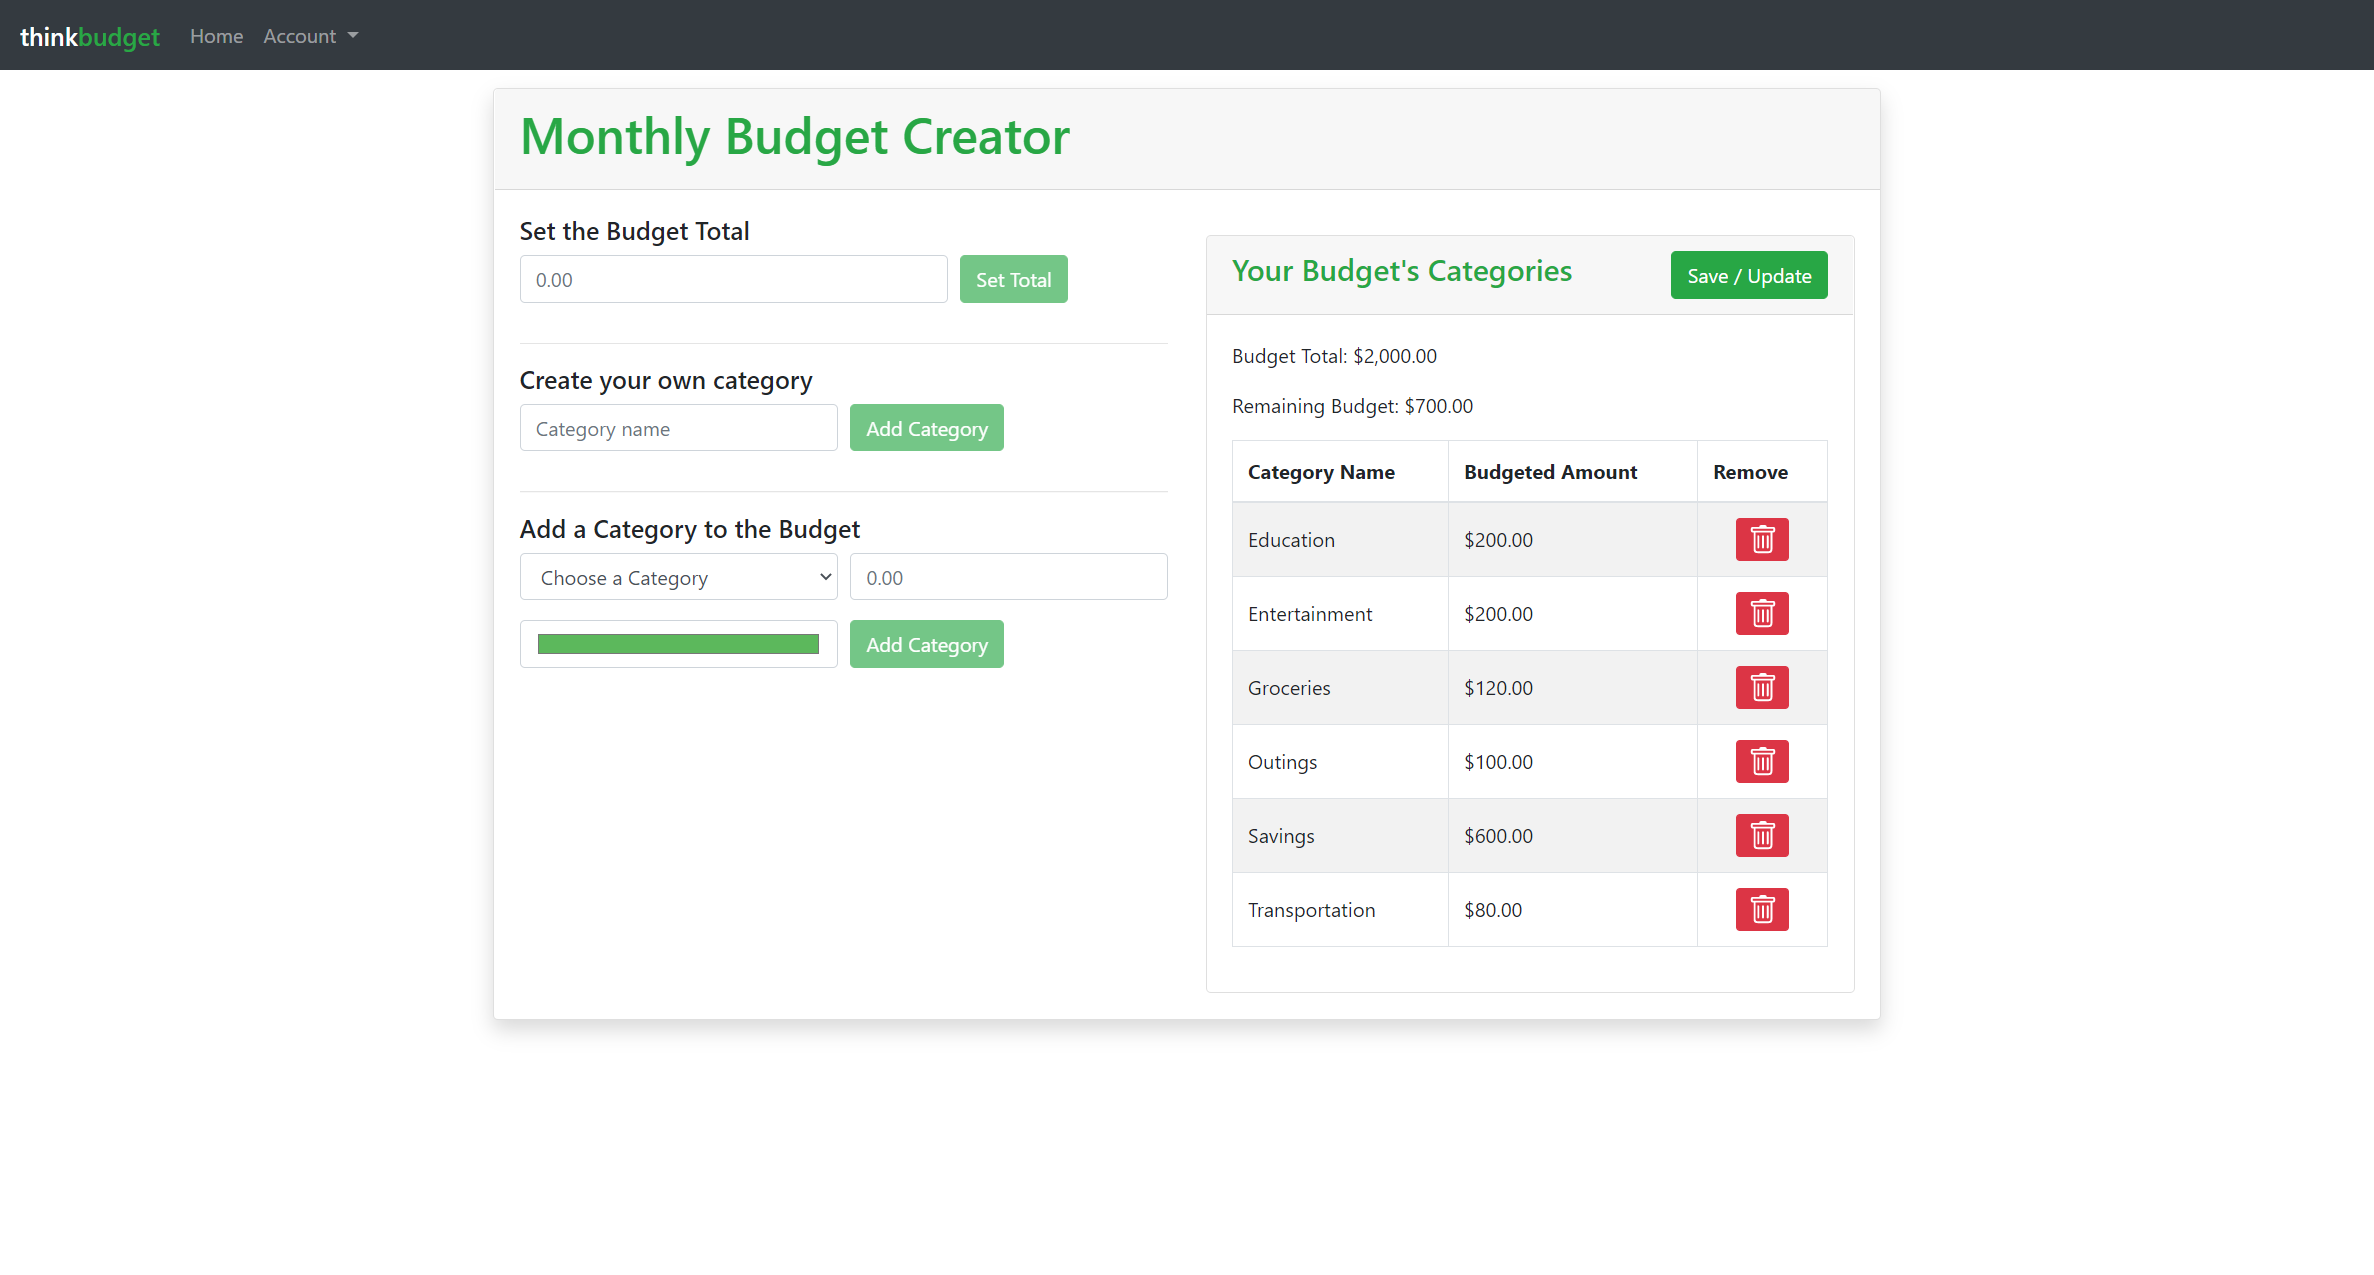 thinkbudget Home Account
Monthly Budget Creator
Set the Budget Total
0.00 Set Total
Create your own category
Category name Add Category
Add a Category to the Budget
Choose a Category 0.00
Add Category
Your Budget's Categories Save / Update
Budget Total: $2,000.00
Remaining Budget: $700.00
Category Name Budgeted Amount Remove
Education $200.00
Entertainment $200.00
Groceries $120.00
Outings $100.00
Savings $600.00
Transportation $80.00